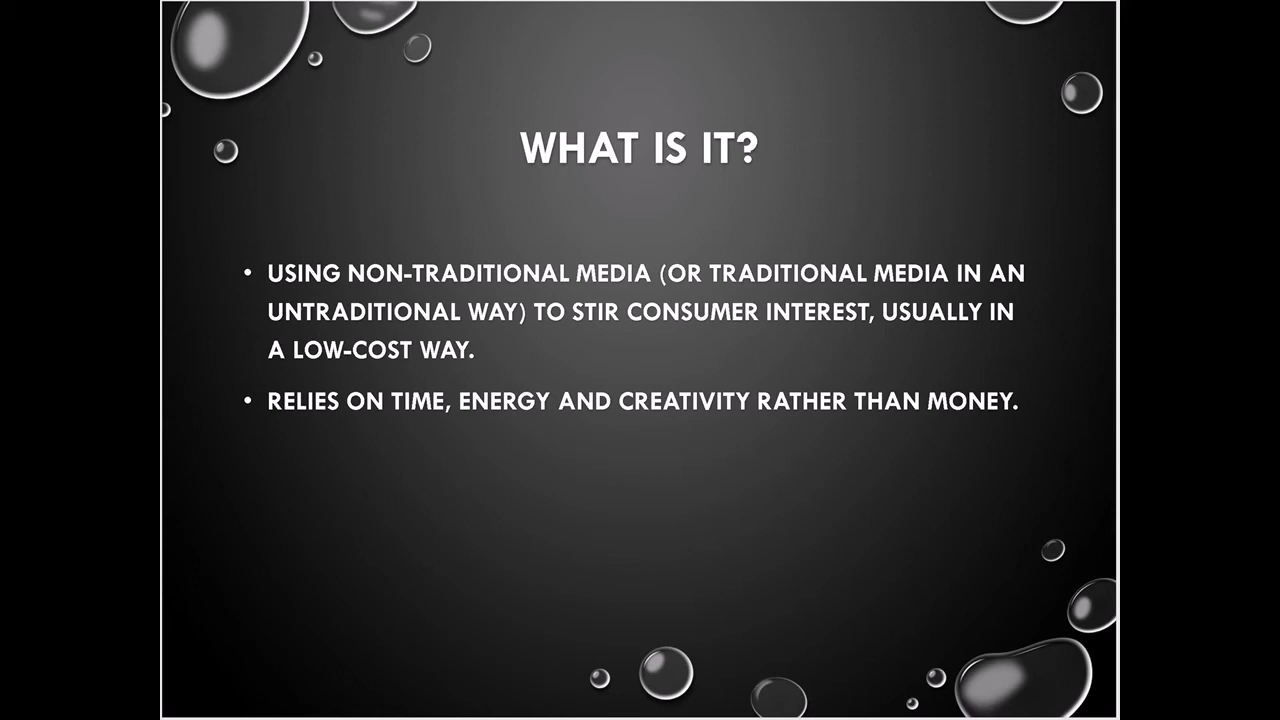 WHAT IS IT?
• USING NON-TRADITIONAL MEDIA (OR TRADITIONAL MEDIA IN AN
UNTRADITIONAL WAY) TO STIR CONSUMER INTEREST, USUALLY IN
A LOW-COST WAY.
• RELIES ON TIME, ENERGY AND CREATIVITY RATHER THAN MONEY.